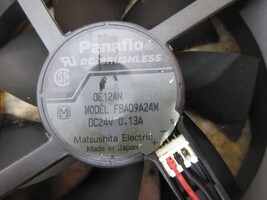 Panaflo
DC BRUSHLESS
OE12AN
MODEL FBA09A24M
DC24V 0.13A
Matsushita Electric
Made in Japan